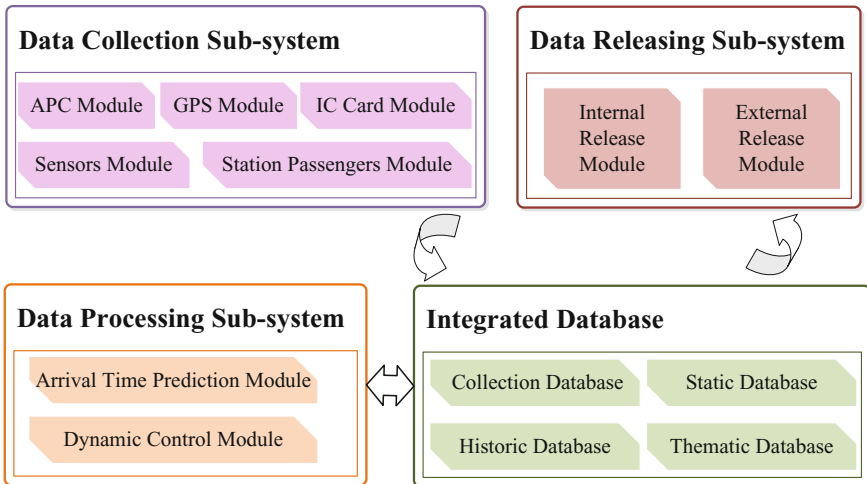 Data Collection Sub-system
APC Module
GPS Module
IC Card Module
Sensors Module
Station Passengers Module
Data Releasing Sub-system
Internal
Release
Module
External
Release
Module
Data Processing Sub-system
Arrival Time Prediction Module
Dynamic Control Module
Integrated Database
Collection Database
Static Database
Historic Database
Thematic Database